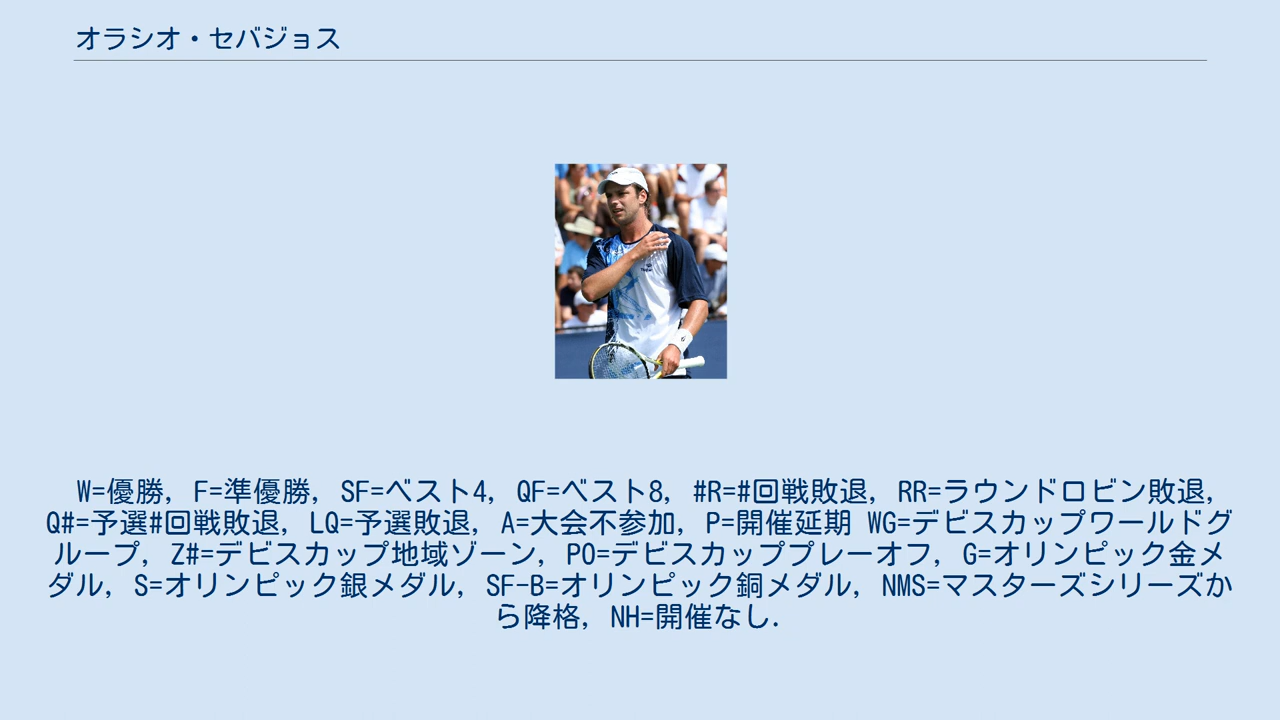 オラシオ・セバジョス
W=優勝, F=準優勝, SF=ベスト4, QF=ベスト8, #R=#回戦敗退, RR=ラウンドロビン敗退,
Q#=予選#回戦敗退, LQ=予選敗退, A=大会不参加, P=開催延期 WG=デビスカップワールドグ
ループ, Z#=デビスカップ地域ゾーン, PO=デビスカッププレーオフ, G=オリンピック金メ
ダル, S=オリンピック銀メダル, SF-B=オリンピック銅メダル, NMS=マスターズシリーズか
ら降格, NH=開催なし.